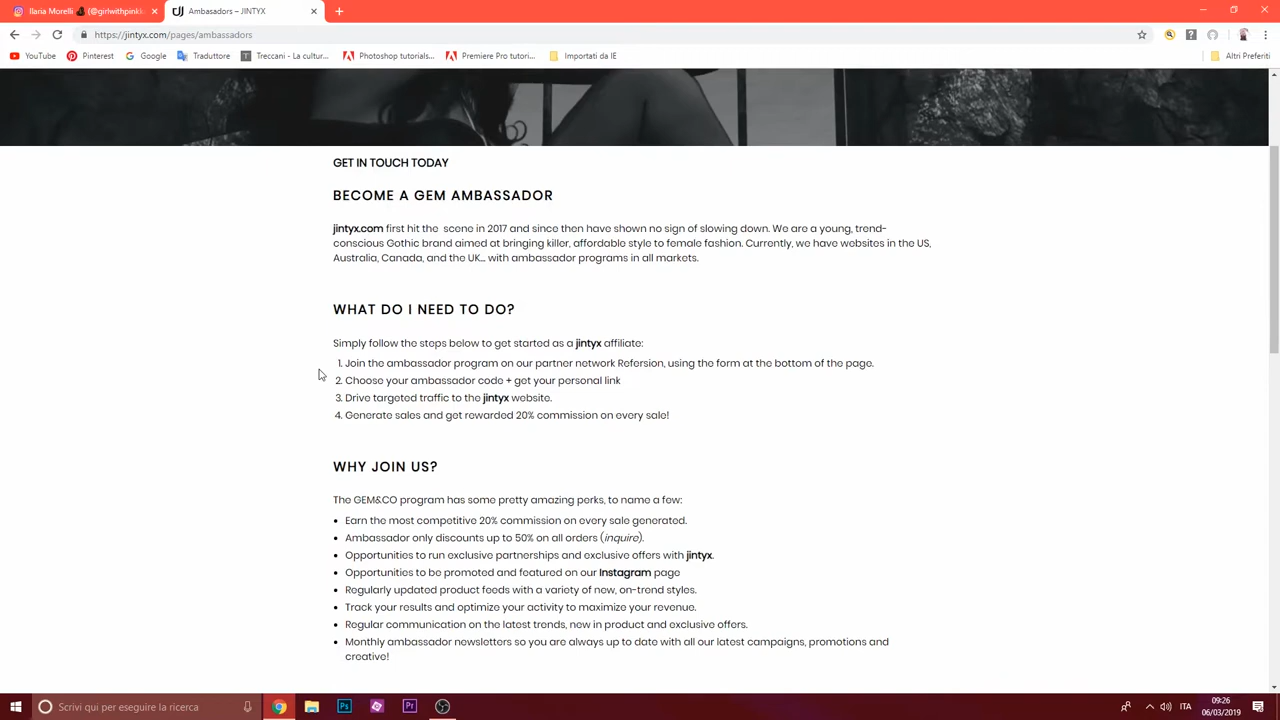 Ilaria Morelli (@girlwithpinkh
Ambasadors – JINTYX
https://jintyx.com/pages/ambassadors
YouTube Pinterest Google Traduttore Treccani - La cultur... Photoshop tutorials... Premiere Pro tutori... Importati da IE Altri Preferiti
GET IN TOUCH TODAY
BECOME A GEM AMBASSADOR
jintyx.com first hit the scene in 2017 and since then have shown no sign of slowing down. We are a young, trend-
conscious Gothic brand aimed at bringing killer, affordable style to female fashion. Currently, we have websites in the US,
Australia, Canada, and the UK... with ambassador programs in all markets.
WHAT DO I NEED TO DO?
Simply follow the steps below to get started as a jintyx affiliate:
1. Join the ambassador program on our partner network Refersion, using the form at the bottom of the page.
2. Choose your ambassador code + get your personal link
3. Drive targeted traffic to the jintyx website.
4. Generate sales and get rewarded 20% commission on every sale!
WHY JOIN US?
The GEM&CO program has some pretty amazing perks, to name a few:
• Earn the most competitive 20% commission on every sale generated.
• Ambassador only discounts up to 50% on all orders (inquire).
• Opportunities to run exclusive partnerships and exclusive offers with jintyx.
• Opportunities to be promoted and featured on our Instagram page
• Regularly updated product feeds with a variety of new, on-trend styles.
• Track your results and optimize your activity to maximize your revenue.
• Regular communication on the latest trends, new in product and exclusive offers.
• Monthly ambassador newsletters so you are always up to date with all our latest campaigns, promotions and
creative!
Scrivi qui per eseguire la ricerca
Ps
Pr
ITA
09:26
06/03/2019